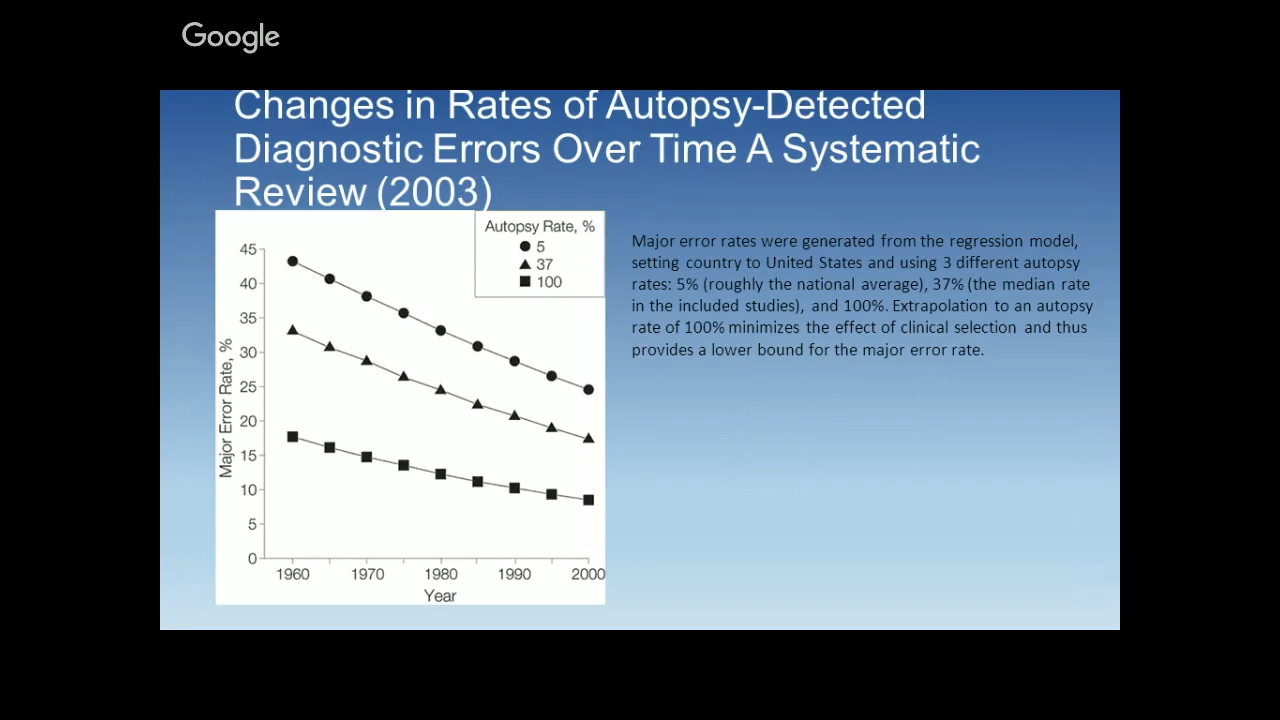 Google
Changes in Rates of Autopsy-Detected
Diagnostic Errors Over Time A Systematic
Review (2003)
Autopsy Rate, %
5
37
100
45
40
35
30
25
20
15
10
5
0
Major Error Rate, %
1960
1970
1980
1990
2000
Year
Major error rates were generated from the regression model,
setting country to United States and using 3 different autopsy
rates: 5% (roughly the national average), 37% (the median rate
in the included studies), and 100%. Extrapolation to an autopsy
rate of 100% minimizes the effect of clinical selection and thus
provides a lower bound for the major error rate.